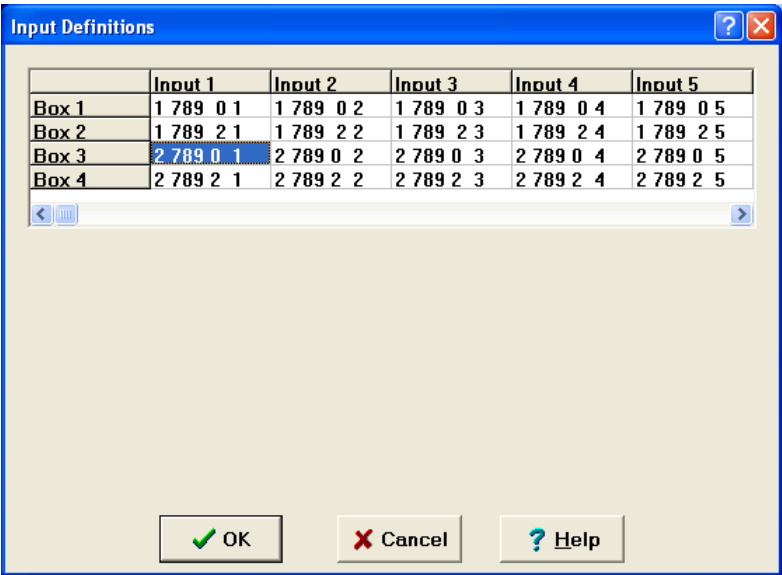 Input Definitions
Input 1 Input 2 Input 3 Input 4 Input 5
Box 1 1 789 0 1 1 789 0 2 1 789 0 3 1 789 0 4 1 789 0 5
Box 2 1 789 2 1 1 789 2 2 1 789 2 3 1 789 2 4 1 789 2 5
Box 3 2 789 0 1 2 789 0 2 2 789 0 3 2 789 0 4 2 789 0 5
Box 4 2 789 2 1 2 789 2 2 2 789 2 3 2 789 2 4 2 789 2 5
OK Cancel Help